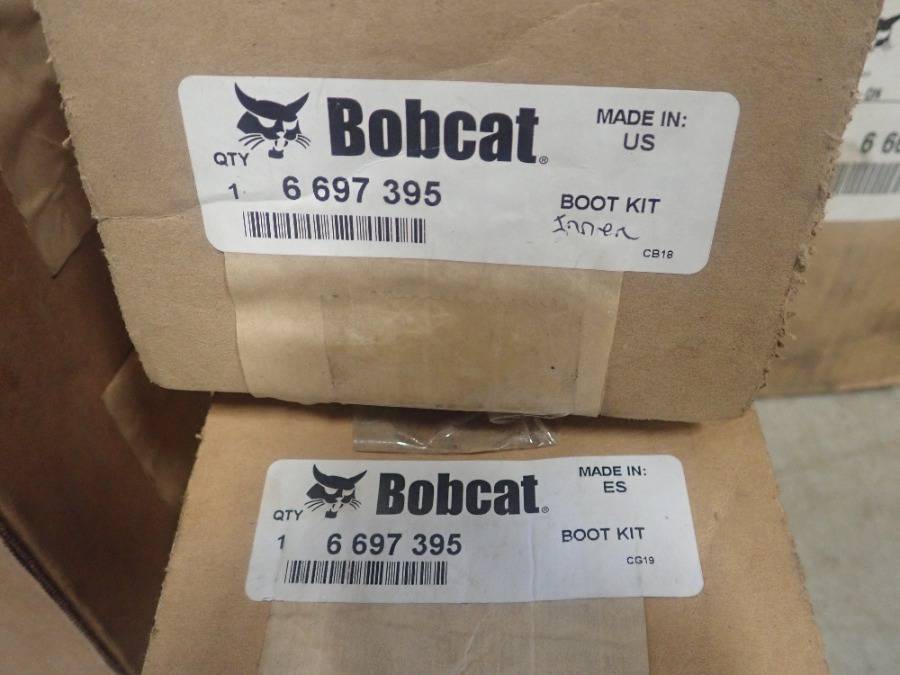 Bobcat®
MADE IN:
US
QTY
1 6 697 395
BOOT KIT
Inner
CB18
Bobcat®
MADE IN:
ES
QTY
1 6 697 395
BOOT KIT
CG19